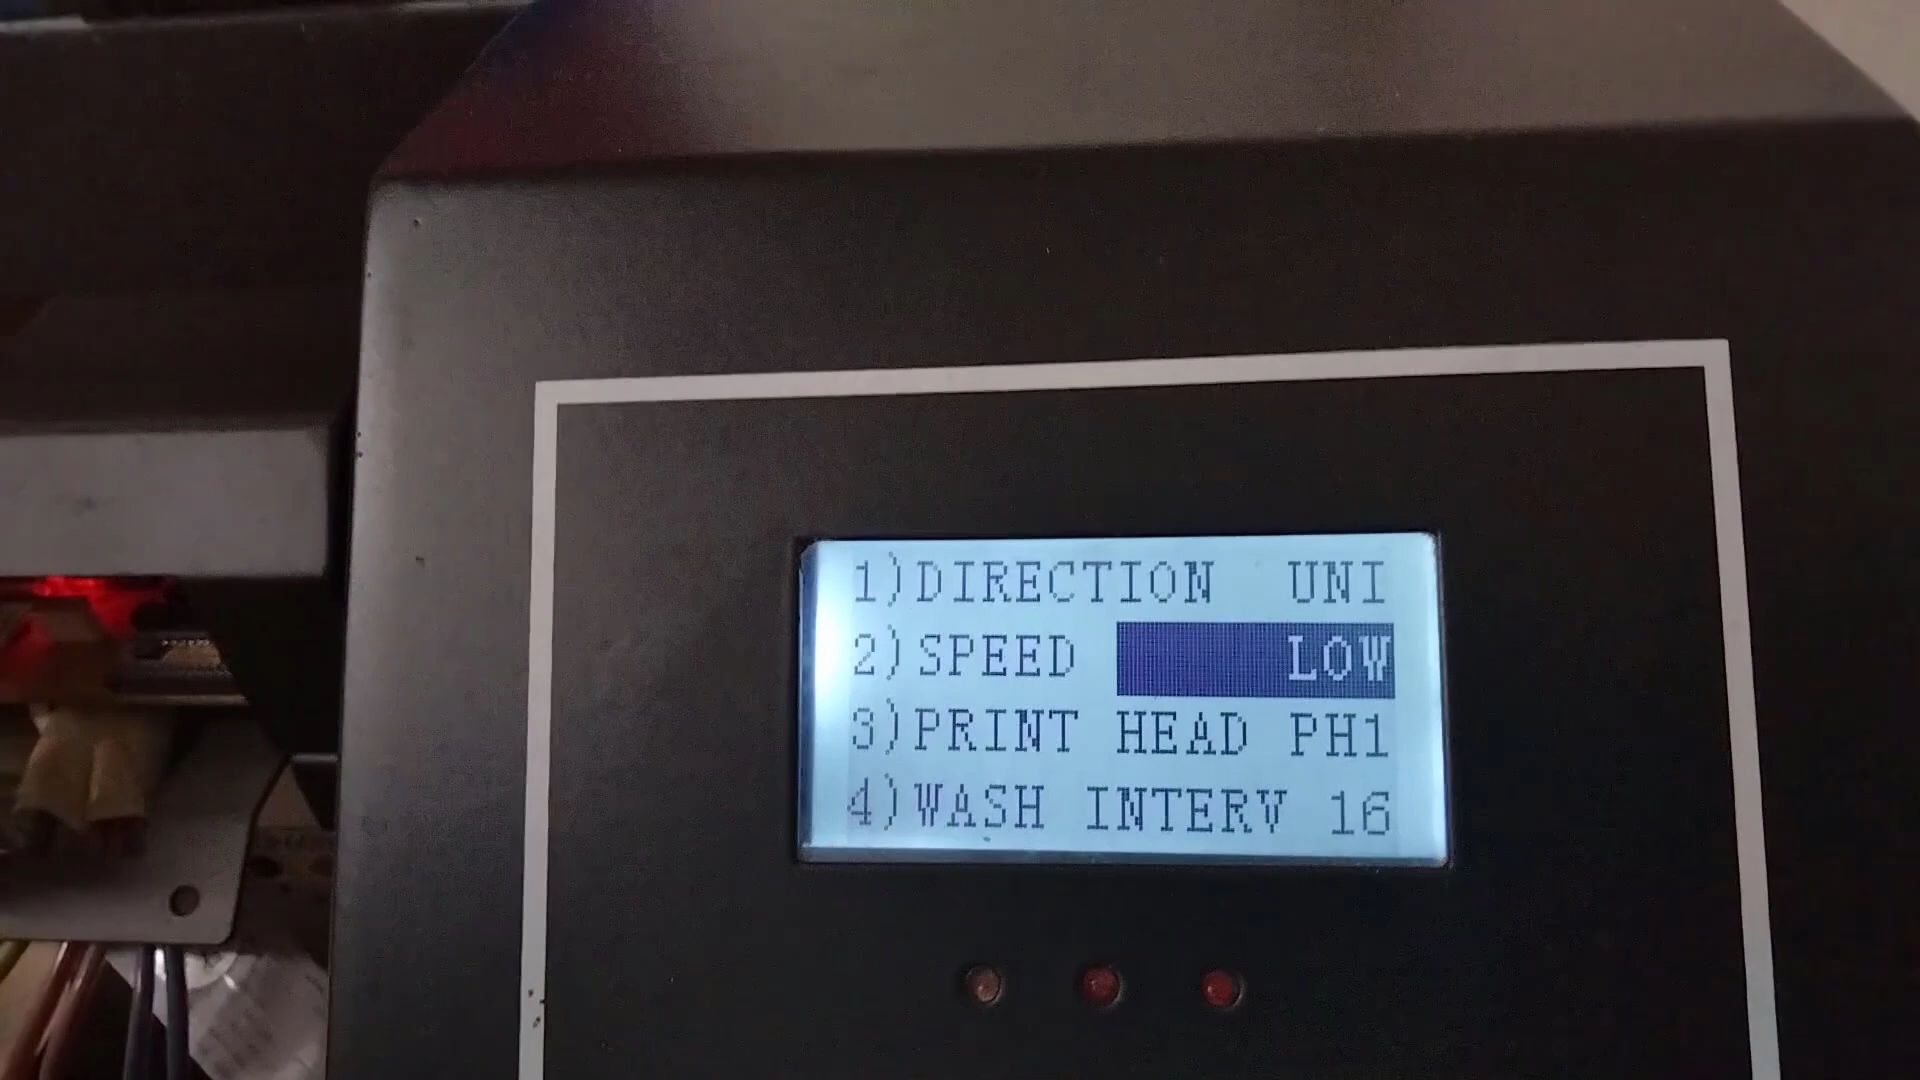 1)DIRECTION UNI
2)SPEED LOW
3)PRINT HEAD PH1
4)WASH INTERV 16